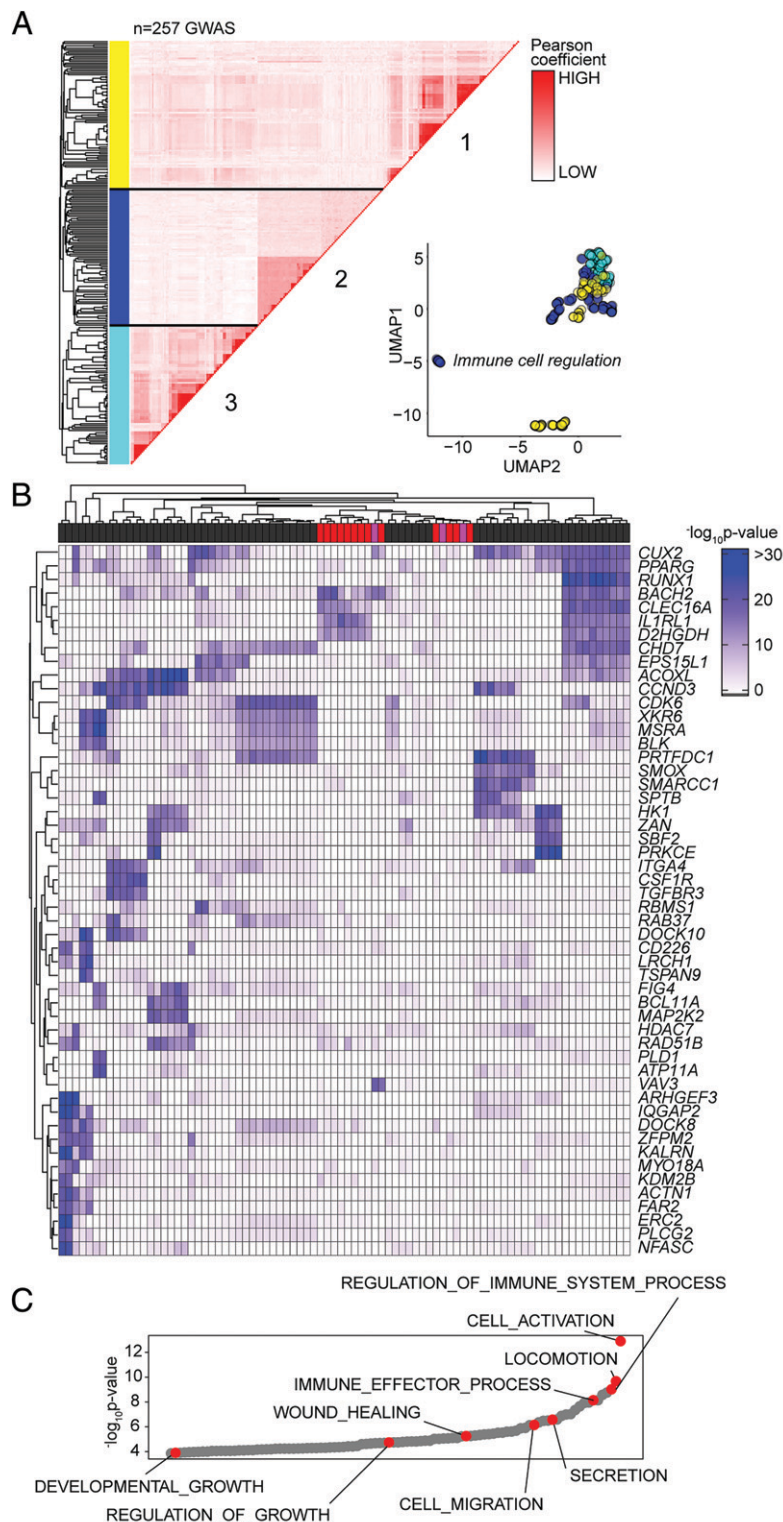 A
n=257 GWAS
Pearson
coefficient
HIGH
LOW
1
2
3
5
0
−5
−10
UMAP1
Immune cell regulation
−10
−5
0
UMAP2
B
-log10p-value
>30
20
10
0
CUX2
PPARG
RUNX1
BACH2
CLEC16A
IL1RL1
D2HGDH
CHD7
EPS15L1
ACOXL
CCND3
CDK6
XKR6
MSRA
BLK
PRTFDC1
SMOX
SMARCC1
SPTB
HK1
ZAN
SBF2
PRKCE
ITGA4
CSF1R
TGFBR3
RBMS1
RAB37
DOCK10
CD226
LRCH1
TSPAN9
FIG4
BCL11A
MAP2K2
HDAC7
RAD51B
PLD1
ATP11A
VAV3
ARHGEF3
IQGAP2
DOCK8
ZFPM2
KALRN
MYO18A
KDM2B
ACTN1
FAR2
ERC2
PLCG2
NFASC
C
REGULATION_OF_IMMUNE_SYSTEM_PROCESS
CELL_ACTIVATION
LOCOMOTION
IMMUNE_EFFECTOR_PROCESS
WOUND_HEALING
-log10p-value
12
10
8
6
4
DEVELOPMENTAL_GROWTH
REGULATION_OF_GROWTH
CELL_MIGRATION
SECRETION